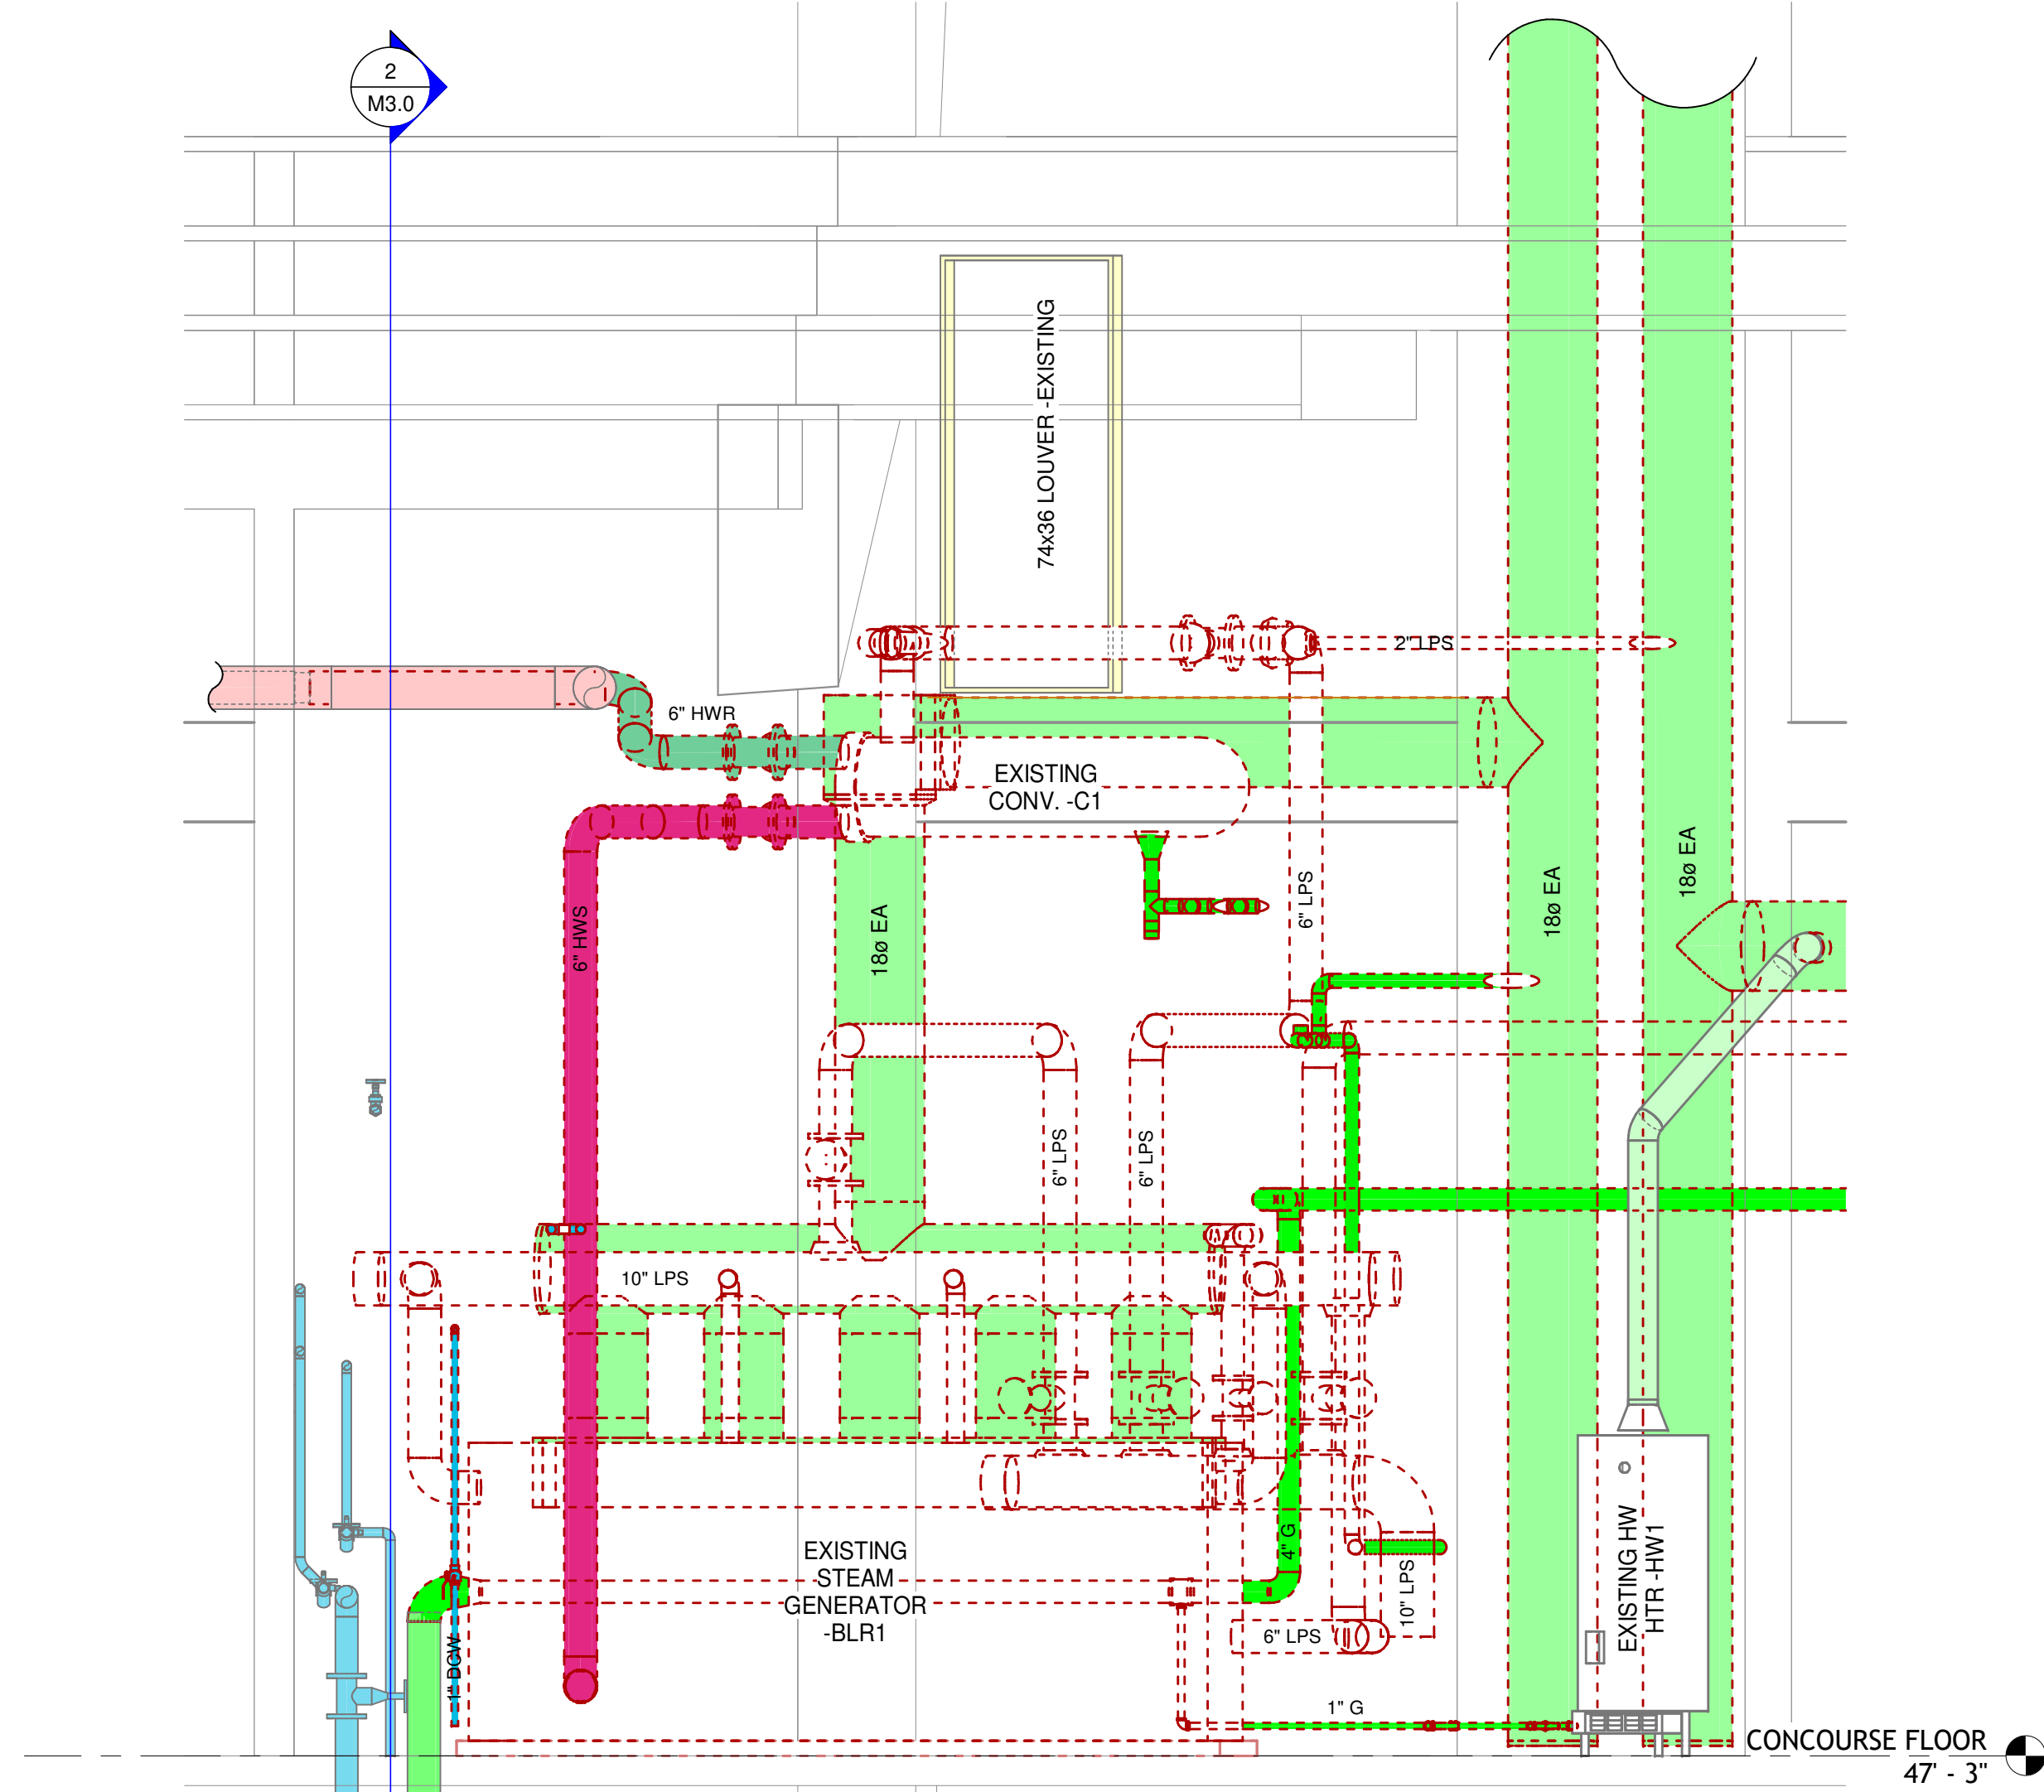 2
M3.0
74x36 LOUVER -EXISTING
2" LPS
6" HWR
EXISTING
CONV. -C1
6" HWS
18ø EA
6" LPS
18ø EA
18ø EA
6" LPS
6" LPS
10" LPS
EXISTING
STEAM
GENERATOR
-BLR1
4" G
10" LPS
6" LPS
EXISTING HW
HTR -HW1
1" DCW
1" G
CONCOURSE FLOOR
47' - 3"